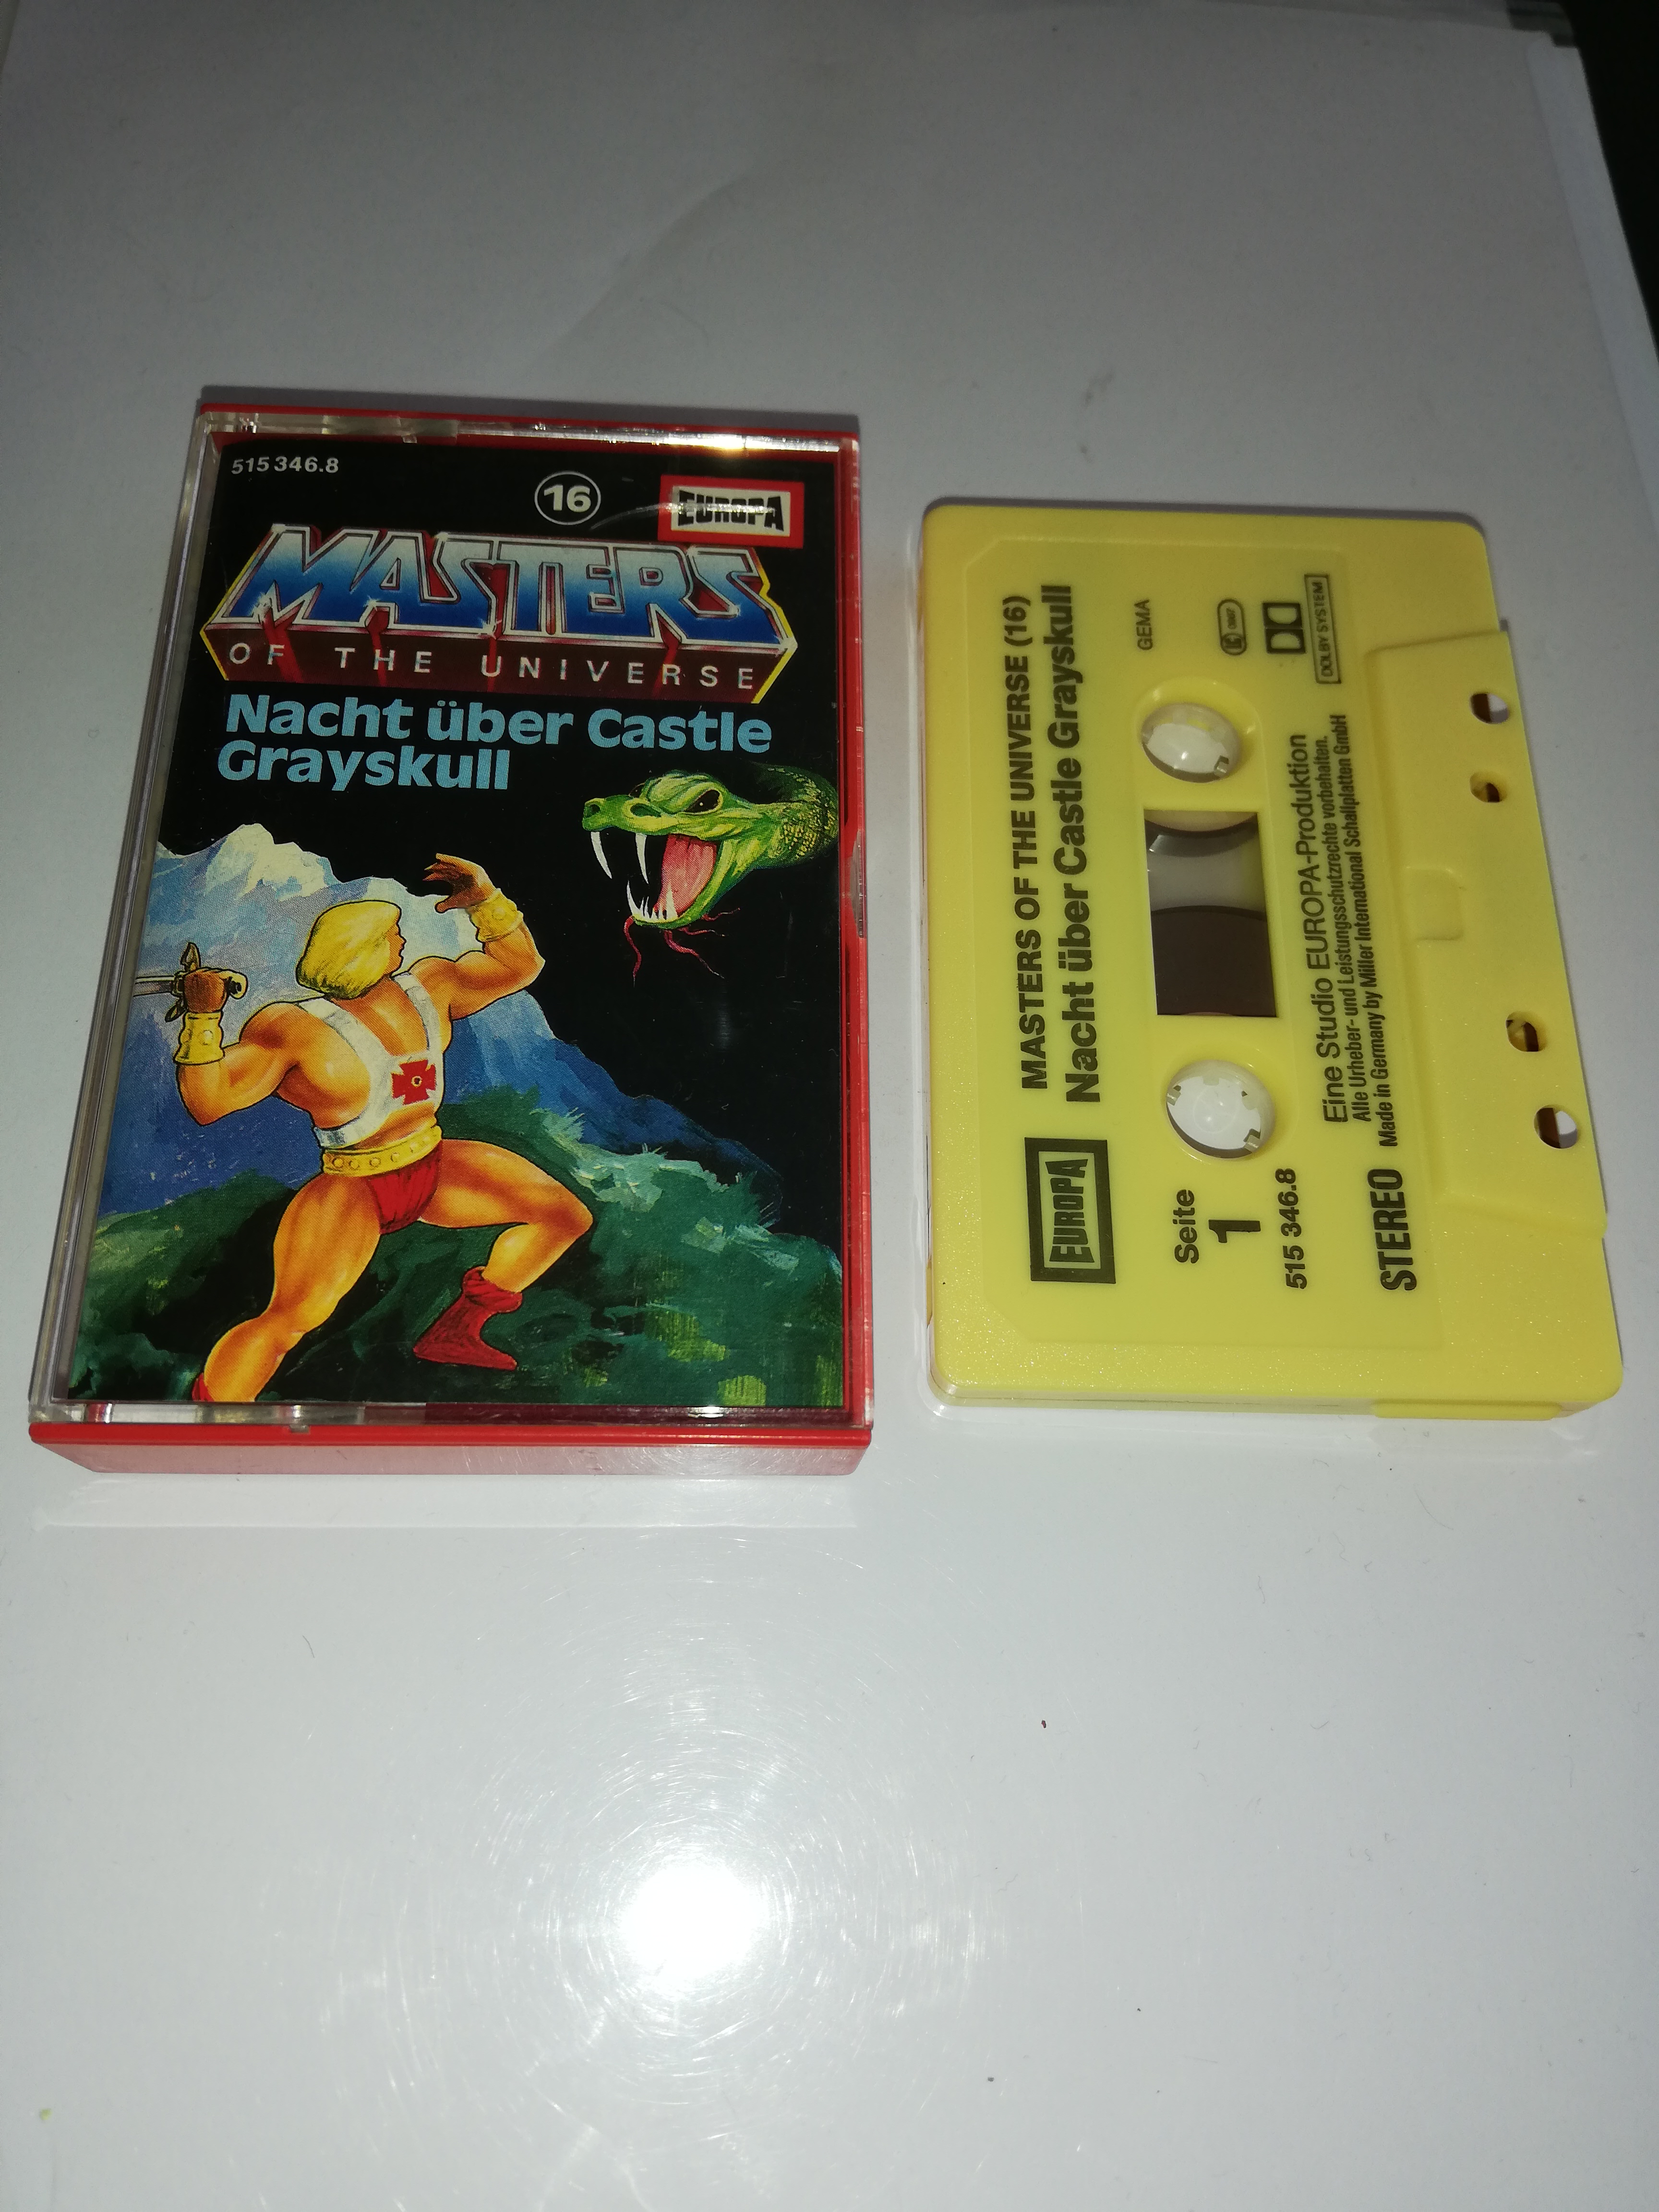 515 346.8
16
EUROPA
MASTERS
OF THE UNIVERSE
Nacht über Castle
Grayskull
MASTERS OF THE UNIVERSE (16)
Nacht über Castle Grayskull
EUROPA
GEMA
Seite
1
515 346.8
STEREO
DOLBY SYSTEM
Eine Studio EUROPA-Produktion
Alle Urheber- und Leistungsschutzrechte vorbehalten.
Made in Germany by Miller International Schallplatten GmbH